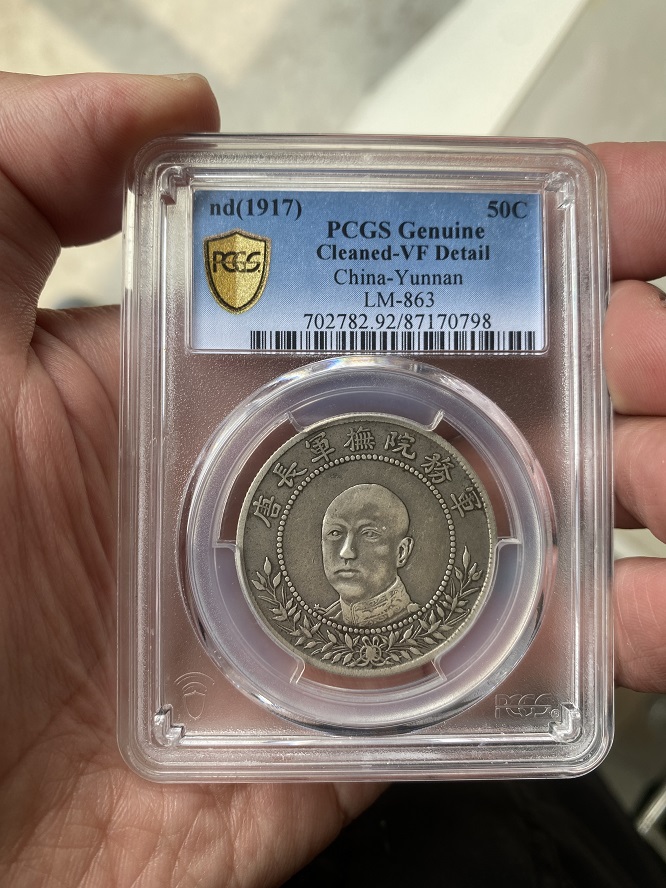 nd(1917) 50C
PCGS Genuine
PCGS
Cleaned-VF Detail
China-Yunnan
LM-863
702782.92/87170798
軍務院撫軍長唐
PCGS